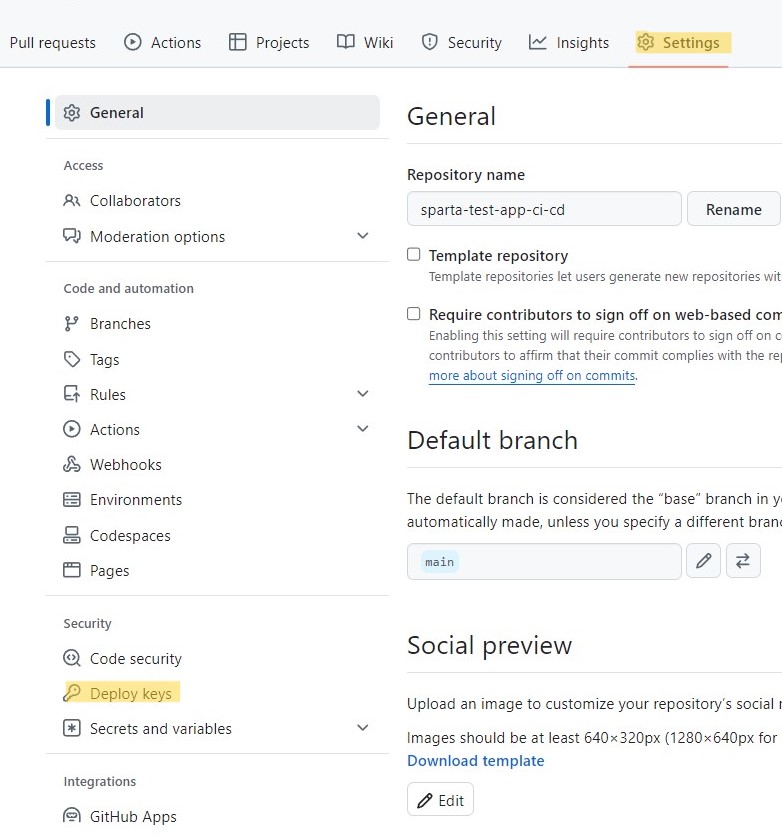 Pull requests Actions Projects Wiki Security Insights Settings
General
Access
Collaborators
Moderation options
Code and automation
Branches
Tags
Rules
Actions
Webhooks
Environments
Codespaces
Pages
Security
Code security
Deploy keys
Secrets and variables
Integrations
GitHub Apps
General
Repository name
sparta-test-app-ci-cd Rename
Template repository
Template repositories let users generate new repositories wit
Require contributors to sign off on web-based com
Enabling this setting will require contributors to sign off on c
contributors to affirm that their commit complies with the rep
more about signing off on commits.
Default branch
The default branch is considered the “base” branch in y
automatically made, unless you specify a different bran
main
Social preview
Upload an image to customize your repository’s social
Images should be at least 640×320px (1280×640px for
Download template
Edit